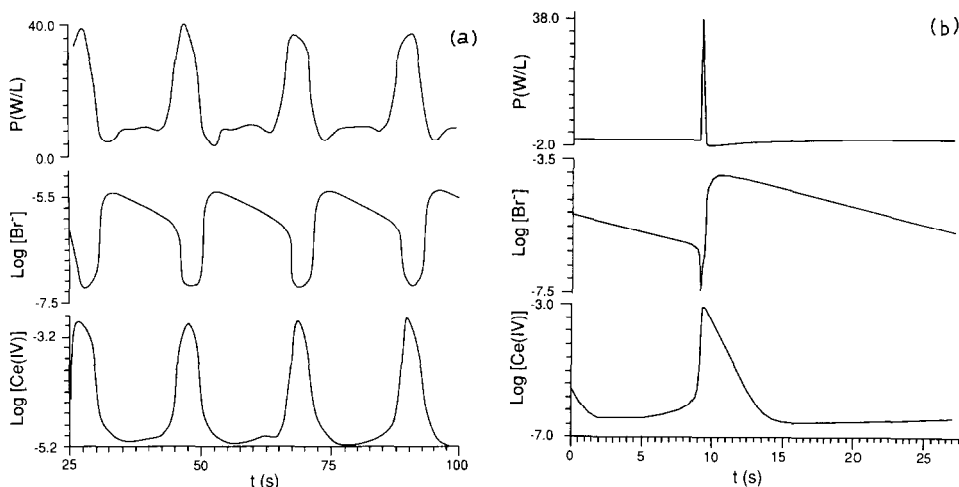 (a)
40.0
P(W/L)
0.0
-5.5
Log [Br⁻]
-7.5
-3.2
Log [Ce(IV)]
-5.2
25 50 75 100
t (s)
(b)
38.0
P(W/L)
-2.0
-3.5
Log [Br⁻]
-7.5
-3.0
Log [Ce(IV)]
-7.0
0 5 10 15 20 25
t (s)